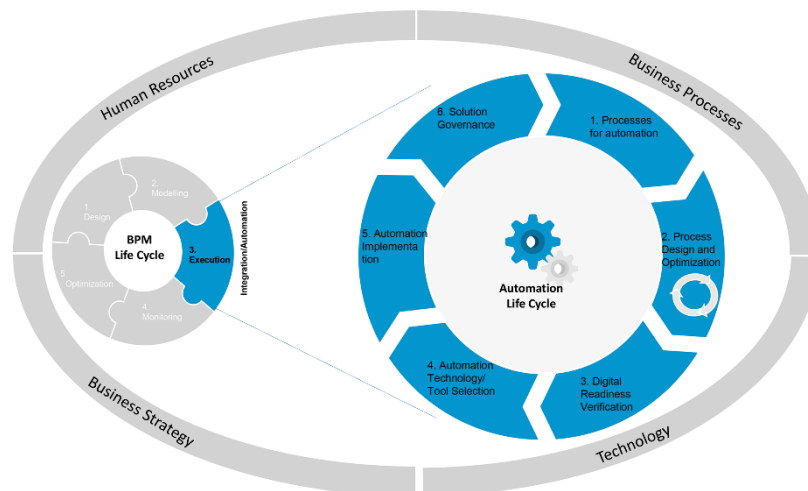 Human Resources
Business Processes
6. Solution
Governance
1. Processes
for automation
2.
Modelling
1.
Design
BPM
Life Cycle
3.
Execution
Integration/Automation
5.
Optimization
4.
Monitoring
5. Automation
Implementa
tion
2. Process
Design and
Optimization
Automation
Life Cycle
4. Automation
Technology/
Tool Selection
3. Digital
Readiness
Verification
Business Strategy
Technology